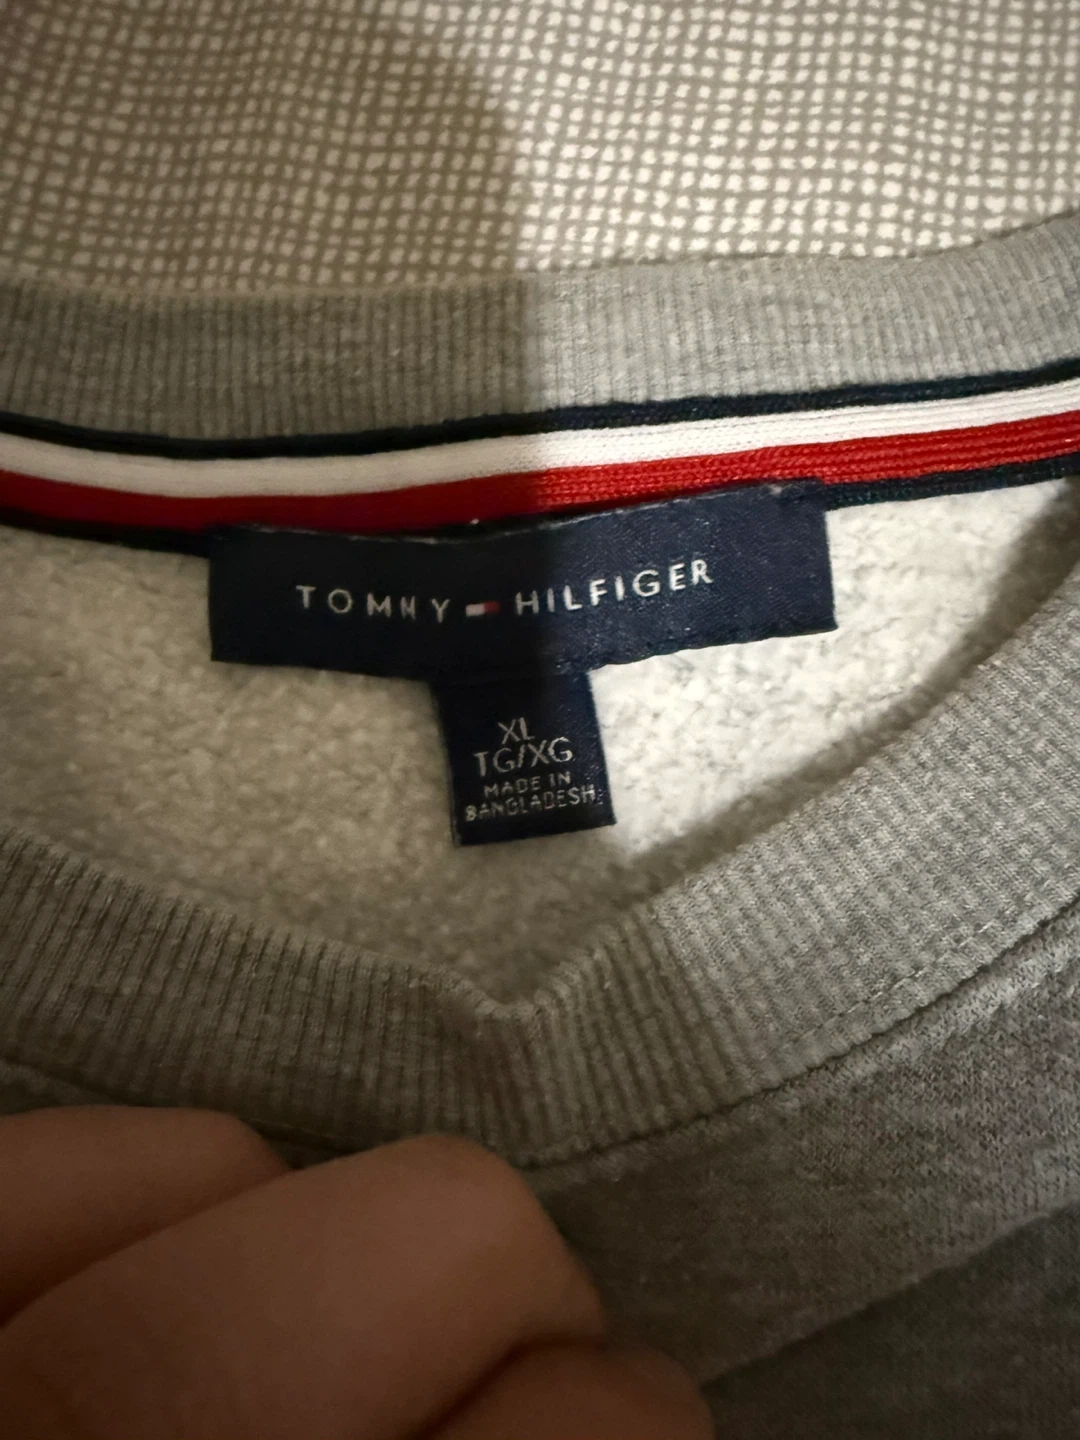 TOMMY HILFIGER
XL
TG/XG
MADE IN
BANGLADESH